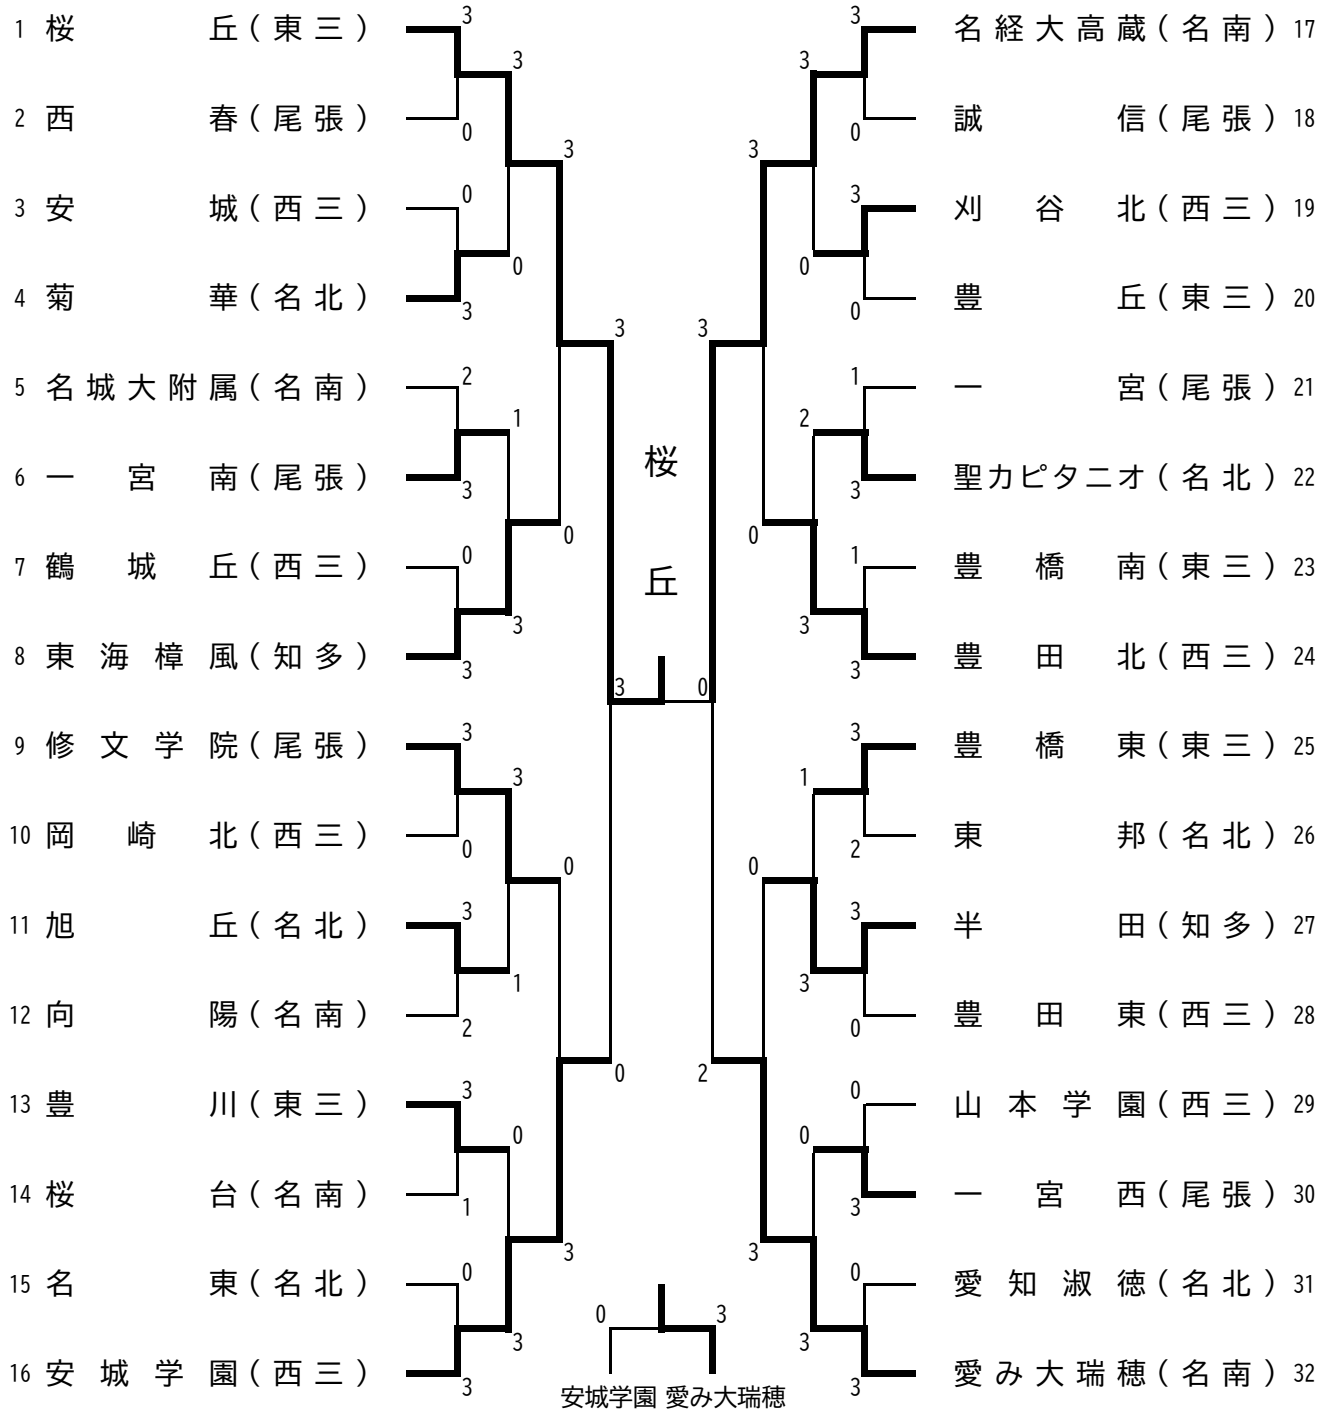 1 桜丘(東三)
2 西春(尾張)
3 安城(西三)
4 菊華(名北)
5 名城大附属(名南)
6 一宮南(尾張)
7 鶴城丘(西三)
8 東海樟風(知多)
9 修文学院(尾張)
10 岡崎北(西三)
11 旭丘(名北)
12 向陽(名南)
13 豊川(東三)
14 桜台(名南)
15 名東(名北)
16 安城学園(西三)
3
0
0
3
2
3
0
3
3
0
3
2
3
1
0
3
3
0
1
3
3
1
0
3
3
0
0
3
3
0
桜丘
3 0
0 3
安城学園 愛み大瑞穂
3
2
3
0
0
3
3
0
2
3
1
3
0
3
3
0
3
0
1
3
1
3
3
2
3
0
0
3
0
3
名経大高蔵(名南) 17
誠信(尾張) 18
刈谷北(西三) 19
豊丘(東三) 20
一宮(尾張) 21
聖カピタニオ(名北) 22
豊橋南(東三) 23
豊田北(西三) 24
豊橋東(東三) 25
東邦(名北) 26
半田(知多) 27
豊田東(西三) 28
山本学園(西三) 29
一宮西(尾張) 30
愛知淑徳(名北) 31
愛み大瑞穂(名南) 32